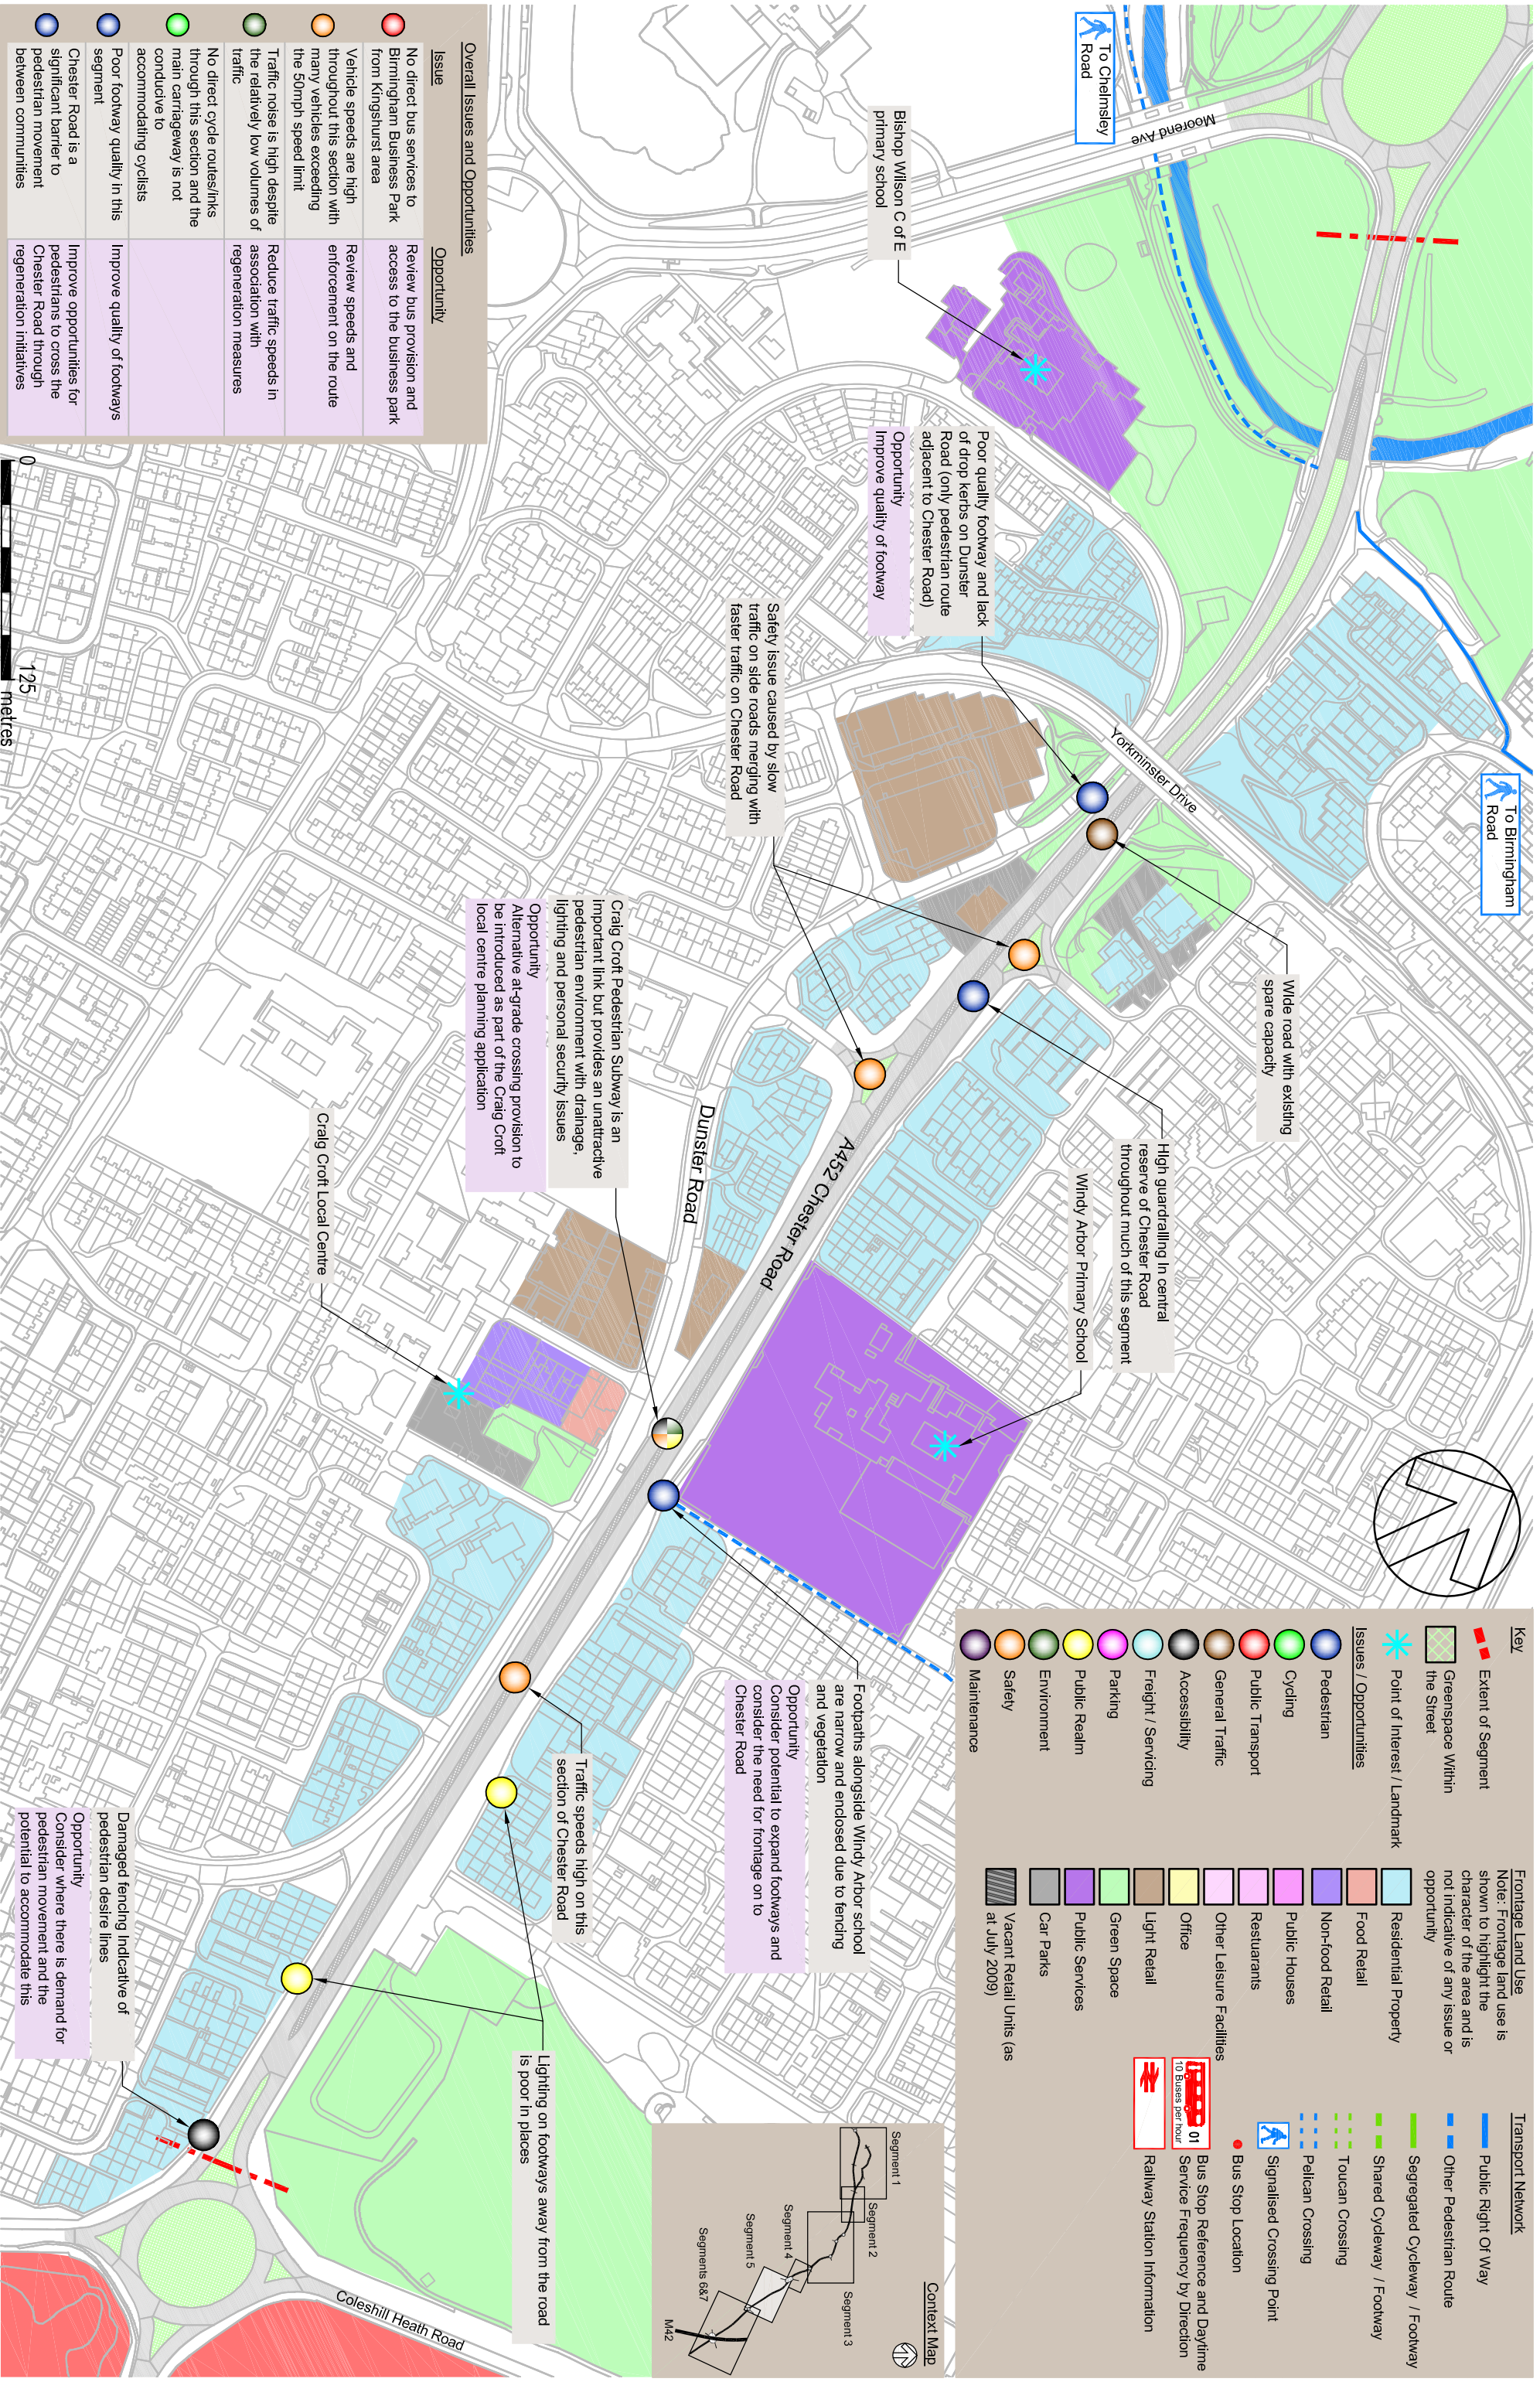 To Chelmsley
Road
Moorend Ave
Bishop Wilson C of E
primary school
To Birmingham
Road
Yorkminster Drive
Poor quality footway and lack
of drop kerbs on Dunster
Road (only pedestrian route
adjacent to Chester Road)
Opportunity
Improve quality of footway
Safety issue caused by slow
traffic on side roads merging with
faster traffic on Chester Road
Wide road with existing
spare capacity
High guardrailing in central
reserve of Chester Road
throughout much of this segment
Windy Arbor Primary School
A452 Chester Road
Dunster Road
Craig Croft Pedestrian Subway is an
important link but provides an unattractive
pedestrian environment with drainage,
lighting and personal security issues
Opportunity
Alternative at-grade crossing provision to
be introduced as part of the Craig Croft
local centre planning application
Craig Croft Local Centre
Footpaths alongside Windy Arbor school
are narrow and enclosed due to fencing
and vegetation
Opportunity
Consider potential to expand footways and
consider the need for frontage on to
Chester Road
Traffic speeds high on this
section of Chester Road
Lighting on footways away from the road
is poor in places
Damaged fencing indicative of
pedestrian desire lines
Opportunity
Consider where there is demand for
pedestrian movement and the
potential to accommodate this
Coleshill Heath Road
Overall Issues and Opportunities
Issue
Opportunity
No direct bus services to
Birmingham Business Park
from Kingshurst area
Review bus provision and
access to the business park
Vehicle speeds are high
throughout this section with
many vehicles exceeding
the 50mph speed limit
Review speeds and
enforcement on the route
Traffic noise is high despite
the relatively low volumes of
traffic
Reduce traffic speeds in
association with
regeneration measures
No direct cycle routes/inks
through this section and the
main carriageway is not
conducive to
accommodating cyclists
Poor footway quality in this
segment
Improve quality of footways
Chester Road is a
significant barrier to
pedestrian movement
between communities
Improve opportunities for
pedestrians to cross the
Chester Road through
regeneration initiatives
0
125
metres
Key
Extent of Segment
Greenspace Within
the Street
Point of Interest / Landmark
Issues / Opportunities
Pedestrian
Cycling
Public Transport
General Traffic
Accessibility
Freight / Servicing
Parking
Public Realm
Environment
Safety
Maintenance
Frontage Land Use
Note: Frontage land use is
shown to highlight the
character of the area and is
not indicative of any issue or
opportunity
Residential Property
Food Retail
Non-food Retail
Public Houses
Restuarants
Other Leisure Facilities
Office
Light Retail
Green Space
Public Services
Car Parks
Vacant Retail Units (as
at July 2009)
Transport Network
Public Right Of Way
Other Pedestrian Route
Segregated Cycleway / Footway
Shared Cycleway / Footway
Toucan Crossing
Pelican Crossing
Signalised Crossing Point
Bus Stop Location
01
10 Buses per hour
Bus Stop Reference and Daytime
Service Frequency by Direction
Railway Station Information
Context Map
Segment 1
Segment 2
Segment 3
Segment 4
Segment 5
Segments 6&7
M42